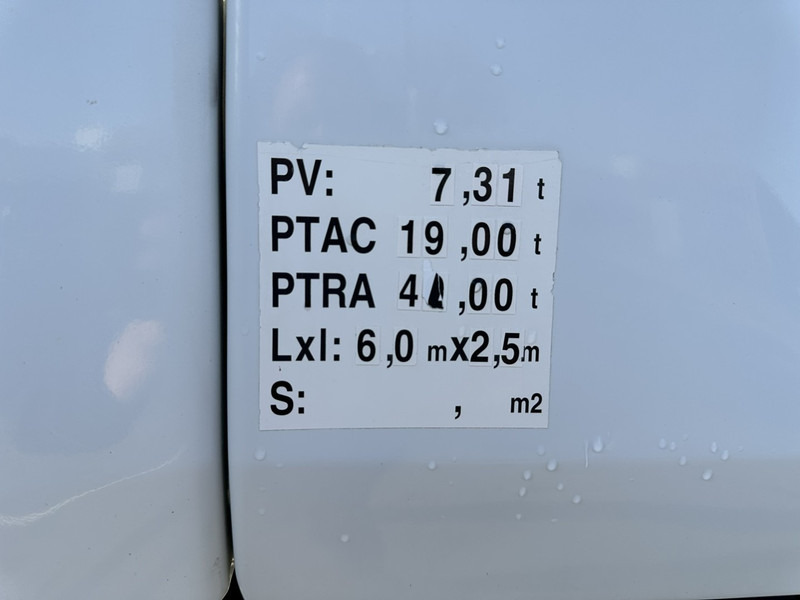 PV: 7,31 t
PTAC 19,00 t
PTRA ,00 t
Lxl: 6,0 mx2,5m
S: , m2